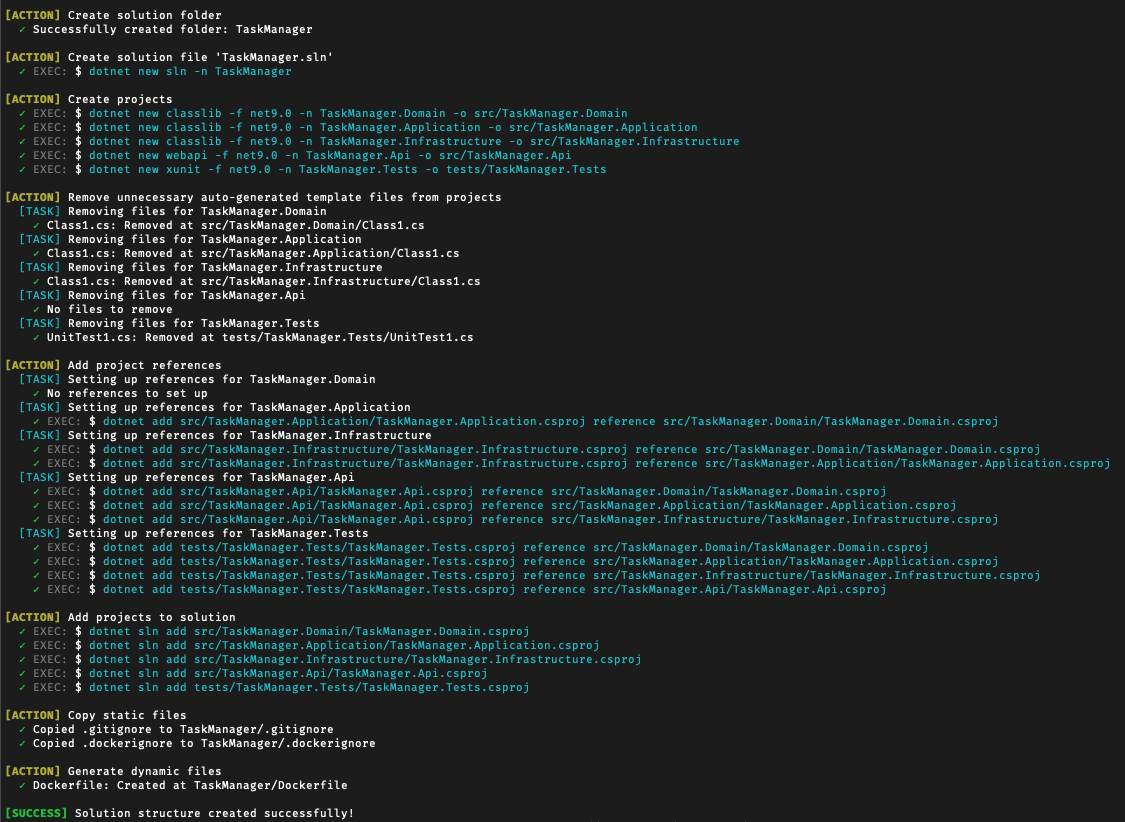 [ACTION] Create solution folder
✓ Successfully created folder: TaskManager
[ACTION] Create solution file 'TaskManager.sln'
✓ EXEC: $ dotnet new sln -n TaskManager
[ACTION] Create projects
✓ EXEC: $ dotnet new classlib -f net9.0 -n TaskManager.Domain -o src/TaskManager.Domain
✓ EXEC: $ dotnet new classlib -f net9.0 -n TaskManager.Application -o src/TaskManager.Application
✓ EXEC: $ dotnet new classlib -f net9.0 -n TaskManager.Infrastructure -o src/TaskManager.Infrastructure
✓ EXEC: $ dotnet new webapi -f net9.0 -n TaskManager.Api -o src/TaskManager.Api
✓ EXEC: $ dotnet new xunit -f net9.0 -n TaskManager.Tests -o tests/TaskManager.Tests
[ACTION] Remove unnecessary auto-generated template files from projects
[TASK] Removing files for TaskManager.Domain
✓ Class1.cs: Removed at src/TaskManager.Domain/Class1.cs
[TASK] Removing files for TaskManager.Application
✓ Class1.cs: Removed at src/TaskManager.Application/Class1.cs
[TASK] Removing files for TaskManager.Infrastructure
✓ Class1.cs: Removed at src/TaskManager.Infrastructure/Class1.cs
[TASK] Removing files for TaskManager.Api
✓ No files to remove
[TASK] Removing files for TaskManager.Tests
✓ UnitTest1.cs: Removed at tests/TaskManager.Tests/UnitTest1.cs
[ACTION] Add project references
[TASK] Setting up references for TaskManager.Domain
✓ No references to set up
[TASK] Setting up references for TaskManager.Application
✓ EXEC: $ dotnet add src/TaskManager.Application/TaskManager.Application.csproj reference src/TaskManager.Domain/TaskManager.Domain.csproj
[TASK] Setting up references for TaskManager.Infrastructure
✓ EXEC: $ dotnet add src/TaskManager.Infrastructure/TaskManager.Infrastructure.csproj reference src/TaskManager.Domain/TaskManager.Domain.csproj
✓ EXEC: $ dotnet add src/TaskManager.Infrastructure/TaskManager.Infrastructure.csproj reference src/TaskManager.Application/TaskManager.Application.csproj
[TASK] Setting up references for TaskManager.Api
✓ EXEC: $ dotnet add src/TaskManager.Api/TaskManager.Api.csproj reference src/TaskManager.Domain/TaskManager.Domain.csproj
✓ EXEC: $ dotnet add src/TaskManager.Api/TaskManager.Api.csproj reference src/TaskManager.Application/TaskManager.Application.csproj
✓ EXEC: $ dotnet add src/TaskManager.Api/TaskManager.Api.csproj reference src/TaskManager.Infrastructure/TaskManager.Infrastructure.csproj
[TASK] Setting up references for TaskManager.Tests
✓ EXEC: $ dotnet add tests/TaskManager.Tests/TaskManager.Tests.csproj reference src/TaskManager.Domain/TaskManager.Domain.csproj
✓ EXEC: $ dotnet add tests/TaskManager.Tests/TaskManager.Tests.csproj reference src/TaskManager.Application/TaskManager.Application.csproj
✓ EXEC: $ dotnet add tests/TaskManager.Tests/TaskManager.Tests.csproj reference src/TaskManager.Infrastructure/TaskManager.Infrastructure.csproj
✓ EXEC: $ dotnet add tests/TaskManager.Tests/TaskManager.Tests.csproj reference src/TaskManager.Api/TaskManager.Api.csproj
[ACTION] Add projects to solution
✓ EXEC: $ dotnet sln add src/TaskManager.Domain/TaskManager.Domain.csproj
✓ EXEC: $ dotnet sln add src/TaskManager.Application/TaskManager.Application.csproj
✓ EXEC: $ dotnet sln add src/TaskManager.Infrastructure/TaskManager.Infrastructure.csproj
✓ EXEC: $ dotnet sln add src/TaskManager.Api/TaskManager.Api.csproj
✓ EXEC: $ dotnet sln add tests/TaskManager.Tests/TaskManager.Tests.csproj
[ACTION] Copy static files
✓ Copied .gitignore to TaskManager/.gitignore
✓ Copied .dockerignore to TaskManager/.dockerignore
[ACTION] Generate dynamic files
✓ Dockerfile: Created at TaskManager/Dockerfile
[SUCCESS] Solution structure created successfully!